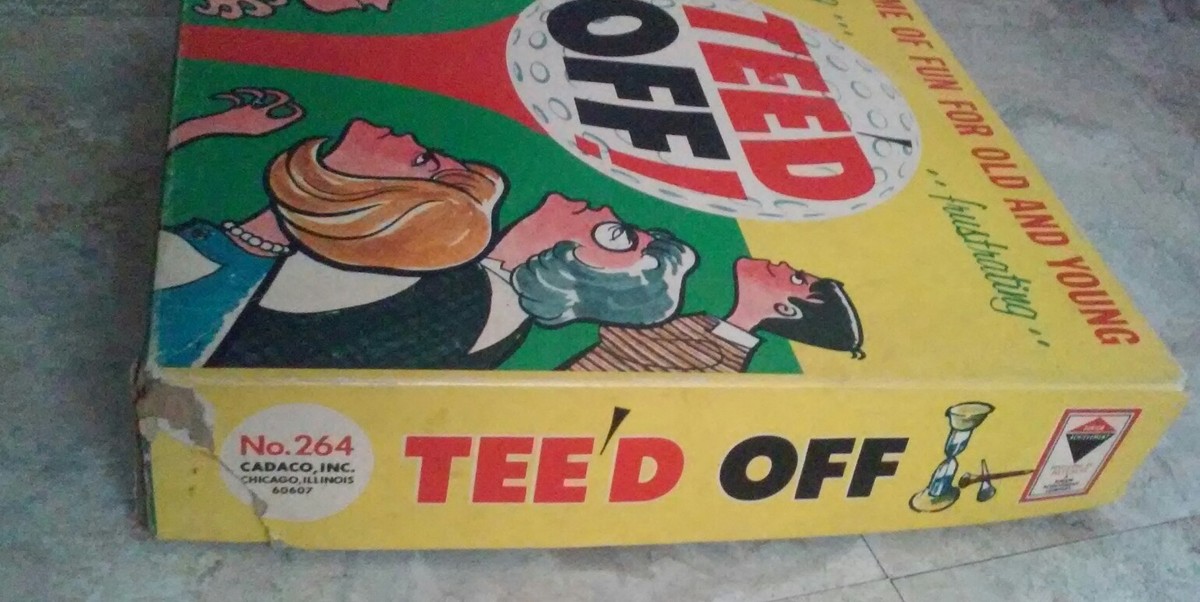 TEED
OFF!
ME OF FUN FOR OLD AND YOUNG
"frustrating"
No.264
CADACO, INC.
CHICAGO, ILLINOIS
60607
TEE'D OFF
ACHIEVEMENT